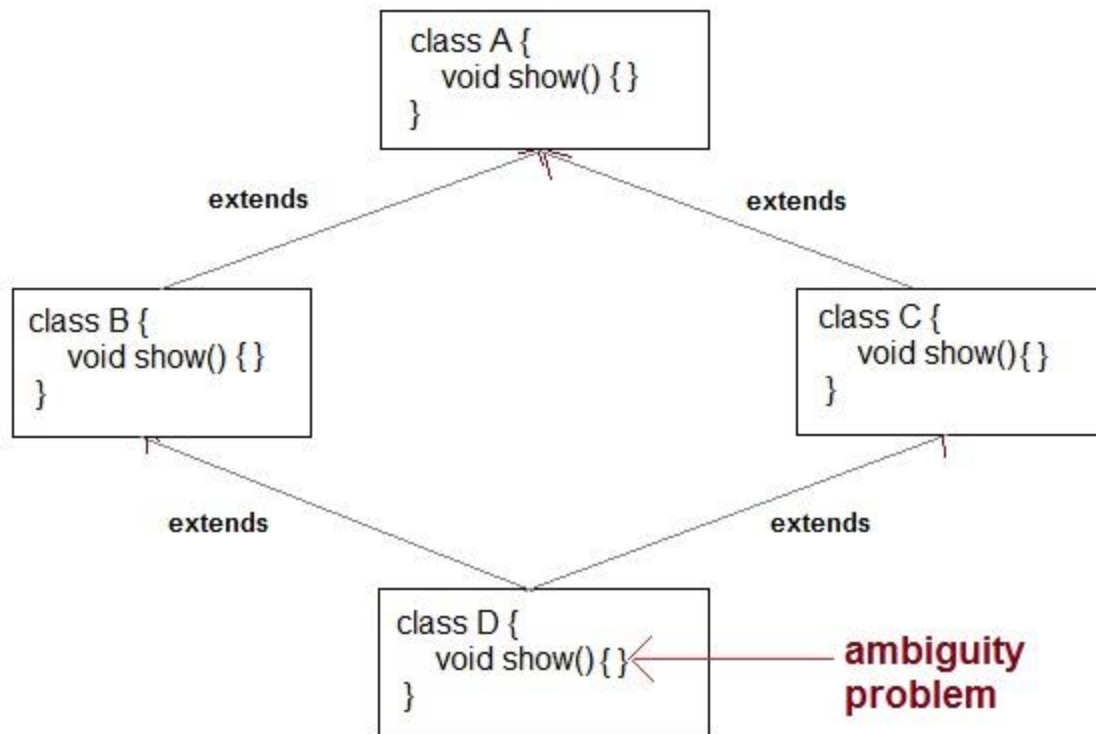 class A {
void show() { }
}
extends
extends
class B {
void show() { }
}
class C {
void show() { }
}
extends
extends
class D {
void show() { }
}
ambiguity
problem